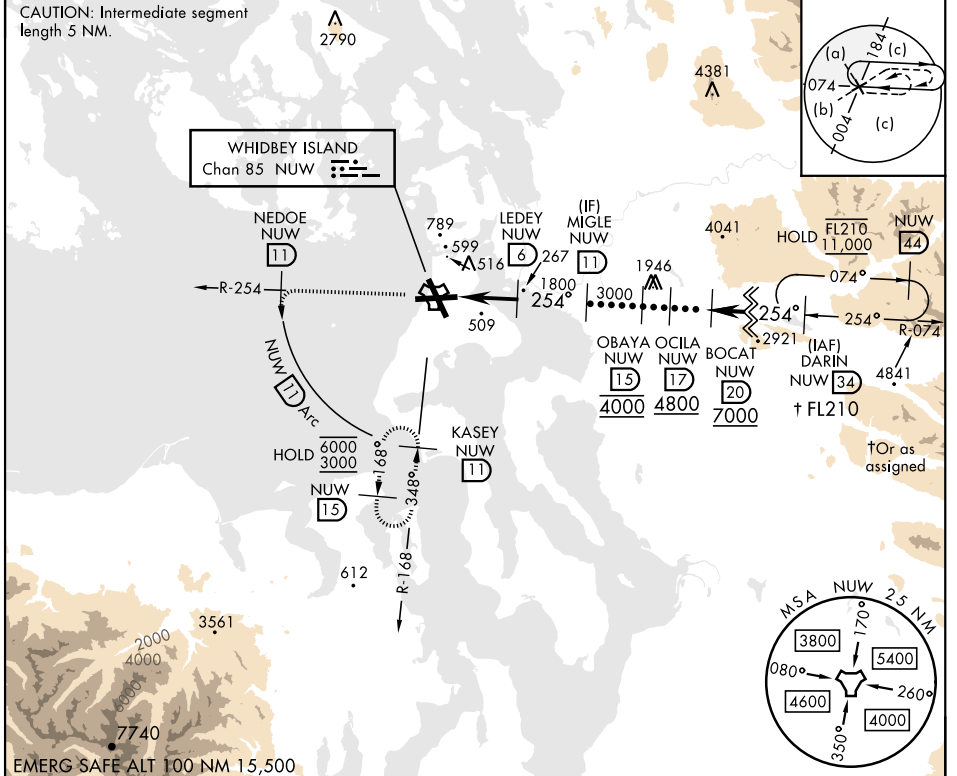 CAUTION: Intermediate segment
length 5 NM.
2790
4381
(a)
184
(c)
074
(b)
004
(c)
WHIDBEY ISLAND
Chan 85 NUW
NEDOE
NUW
11
789
599
516
LEDEY
NUW
6
267
(IF)
MIGLE
NUW
11
4041
HOLD FL210
11,000
NUW
44
R-254
1800
254°
3000
1946
074°
254°
254°
R-074
509
2921
OBAYA
NUW
15
4000
OCILA
NUW
17
4800
BOCAT
NUW
20
7000
(IAF)
DARIN
NUW 34
† FL210
4841
NUW 11 Arc
HOLD 6000
3000
168°
348°
KASEY
NUW
11
NUW
15
†Or as
assigned
R-168
612
3561
2000
4000
6000
7740
MSA NUW 25 NM
170°
3800
5400
080°
260°
4600
4000
350°
EMERG SAFE ALT 100 NM 15,500